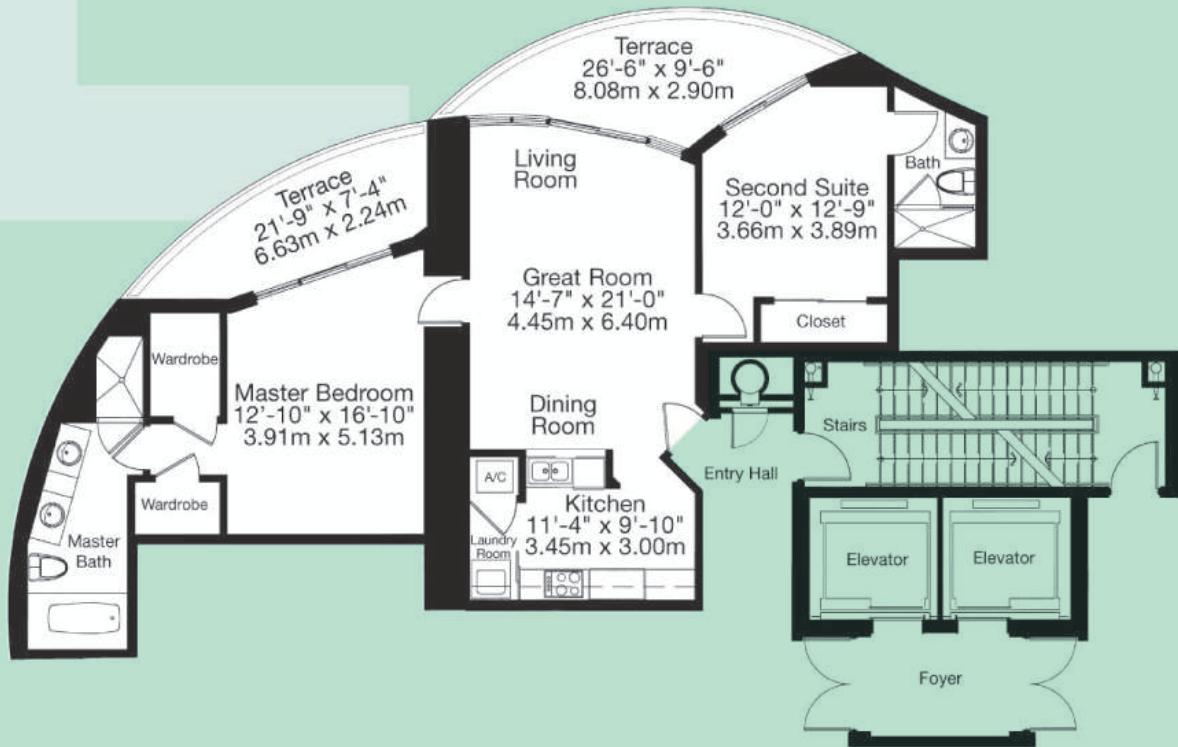 Terrace
26'-6" x 9'-6"
8.08m x 2.90m
Terrace
21'-9" x 7'-4"
6.63m x 2.24m
Living
Room
Second Suite
12'-0" x 12'-9"
3.66m x 3.89m
Bath
Great Room
14'-7" x 21'-0"
4.45m x 6.40m
Closet
Wardrobe
Master Bedroom
12'-10" x 16'-10"
3.91m x 5.13m
Dining
Room
Stairs
Entry Hall
A/C
Kitchen
11'-4" x 9'-10"
3.45m x 3.00m
Wardrobe
Laundry
Room
Master
Bath
Elevator
Elevator
Foyer